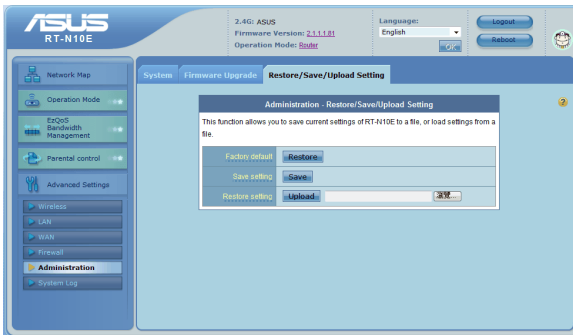 ASUS
RT-N10E
2.4G: ASUS
Firmware Version: 2.1.1.1.81
Operation Mode: Router
Language:
English
OK
Logout
Reboot
Network Map
Operation Mode
EzQoS
Bandwidth
Management
Parental control
Advanced Settings
Wireless
LAN
WAN
Firewall
Administration
System Log
System
Firmware Upgrade
Restore/Save/Upload Setting
Administration - Restore/Save/Upload Setting
This function allows you to save current settings of RT-N10E to a file, or load settings from a
file.
Factory default
Restore
Save setting
Save
Restore setting
Upload
瀏覽...
?